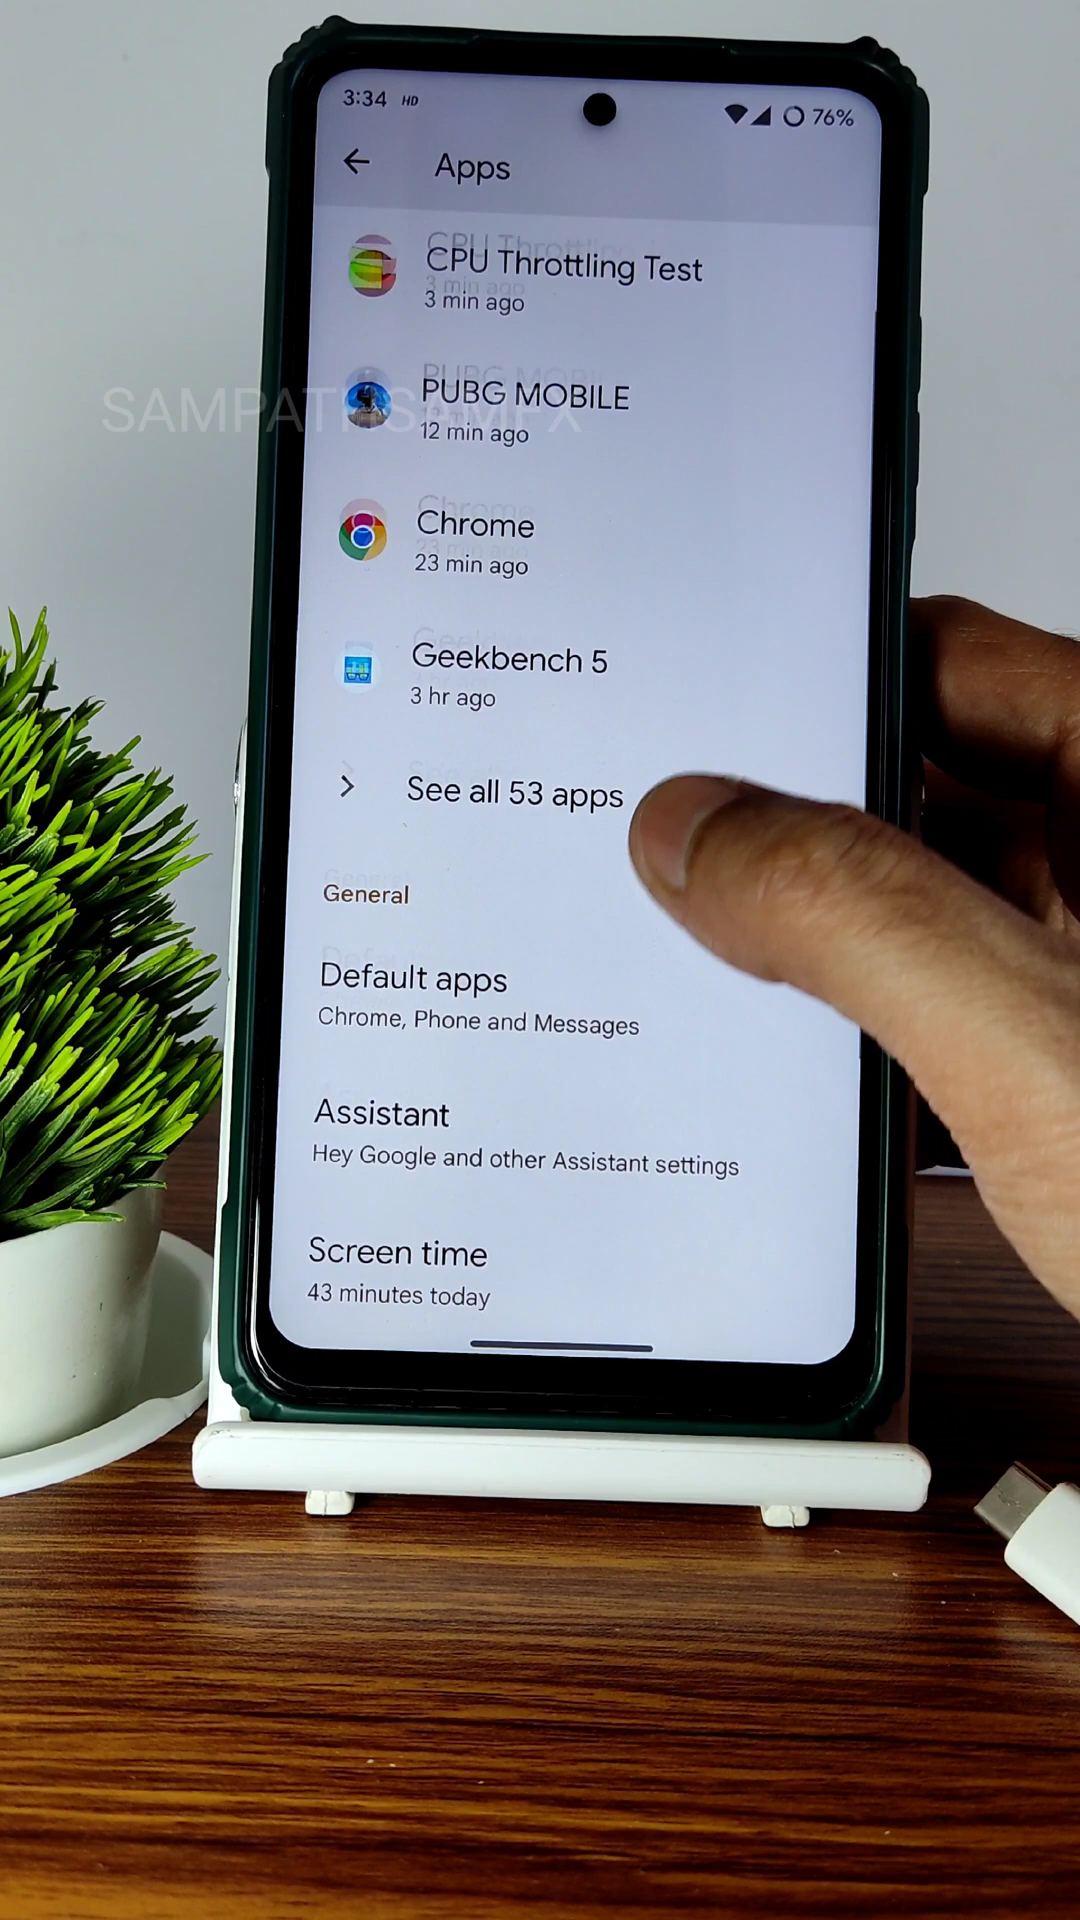 3:34 HD 76%
Apps
CPU Throttling Test
3 min ago
PUBG MOBILE
SAMPATHSAMFX
12 min ago
Chrome
23 min ago
Geekbench 5
3 hr ago
See all 53 apps
General
Default apps
Chrome, Phone and Messages
Assistant
Hey Google and other Assistant settings
Screen time
43 minutes today